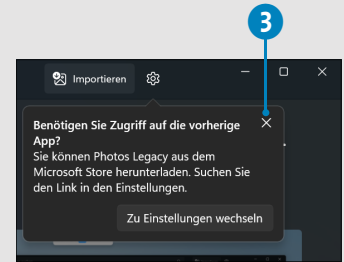 3
Importieren
Benötigen Sie Zugriff auf die vorherige
App?
Sie können Photos Legacy aus dem
Microsoft Store herunterladen. Suchen Sie
den Link in den Einstellungen.
Zu Einstellungen wechseln